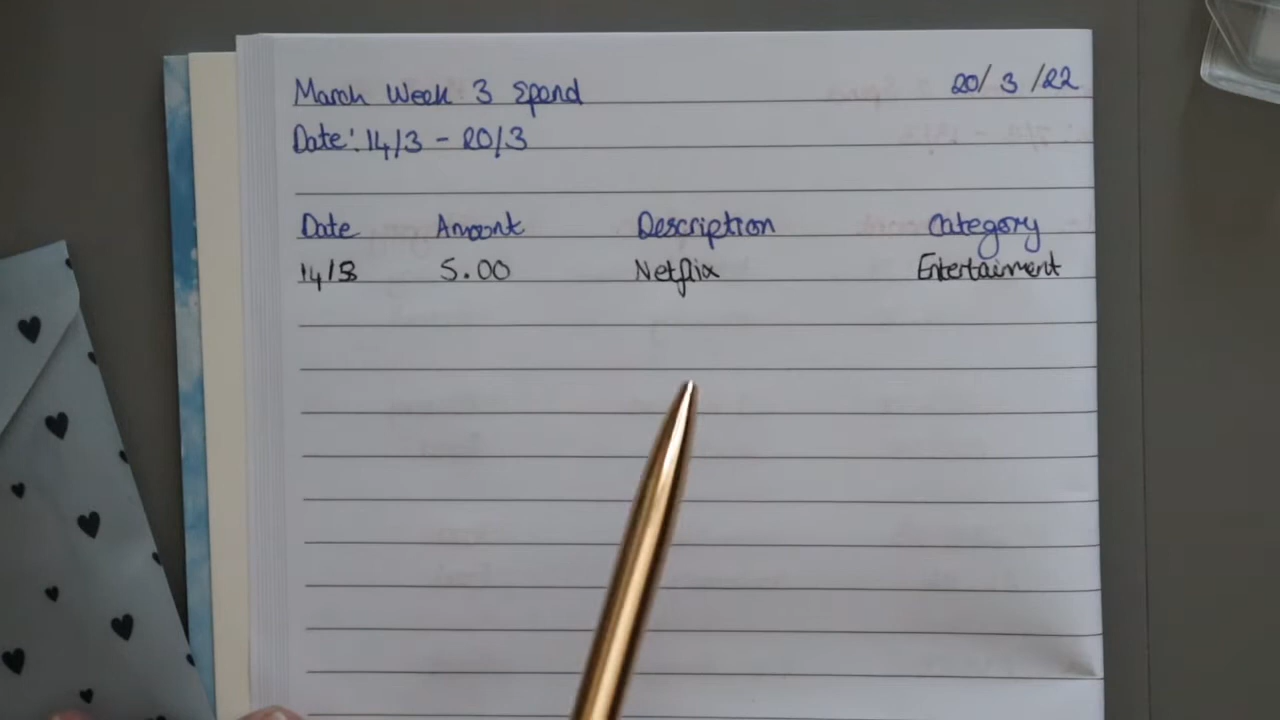 March Week 3 Spend 20/3/22
Date: 14/3 - 20/3
Date Amount Description Category
14/3 5.00 Netflix Entertainment